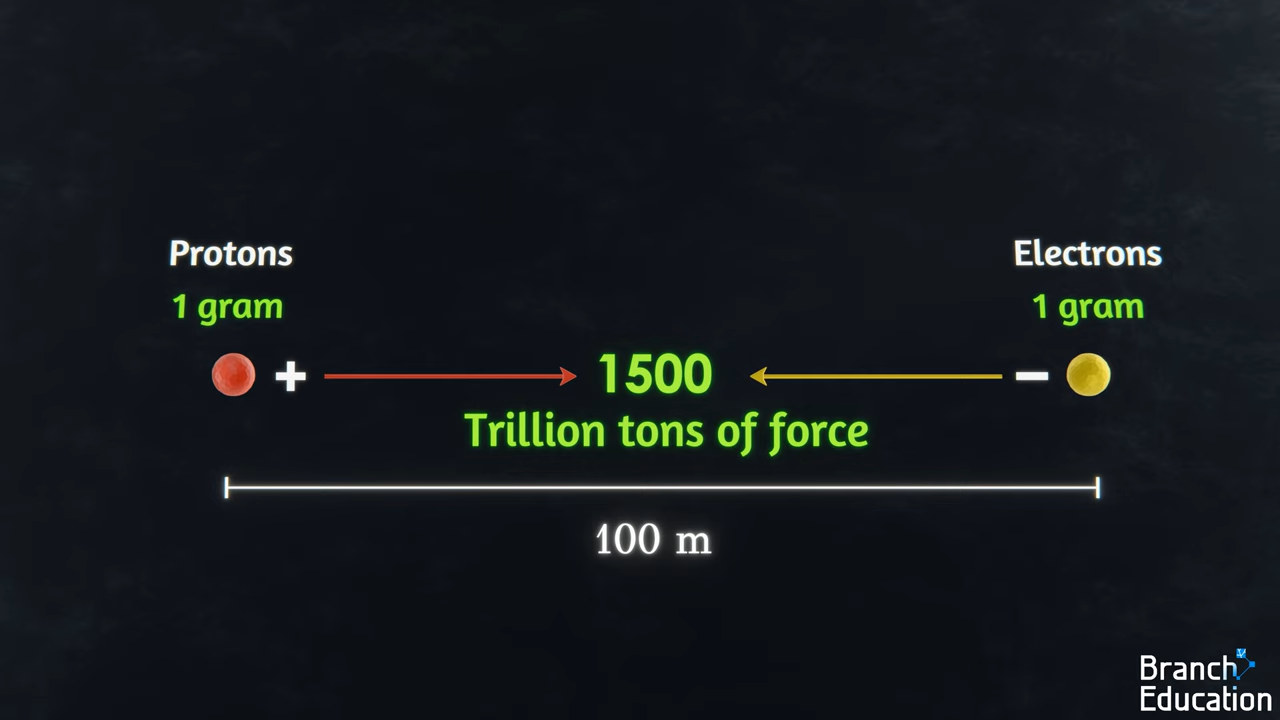 Protons
Electrons
1 gram
1 gram
+
1500
−
Trillion tons of force
100 m
Branch
Education